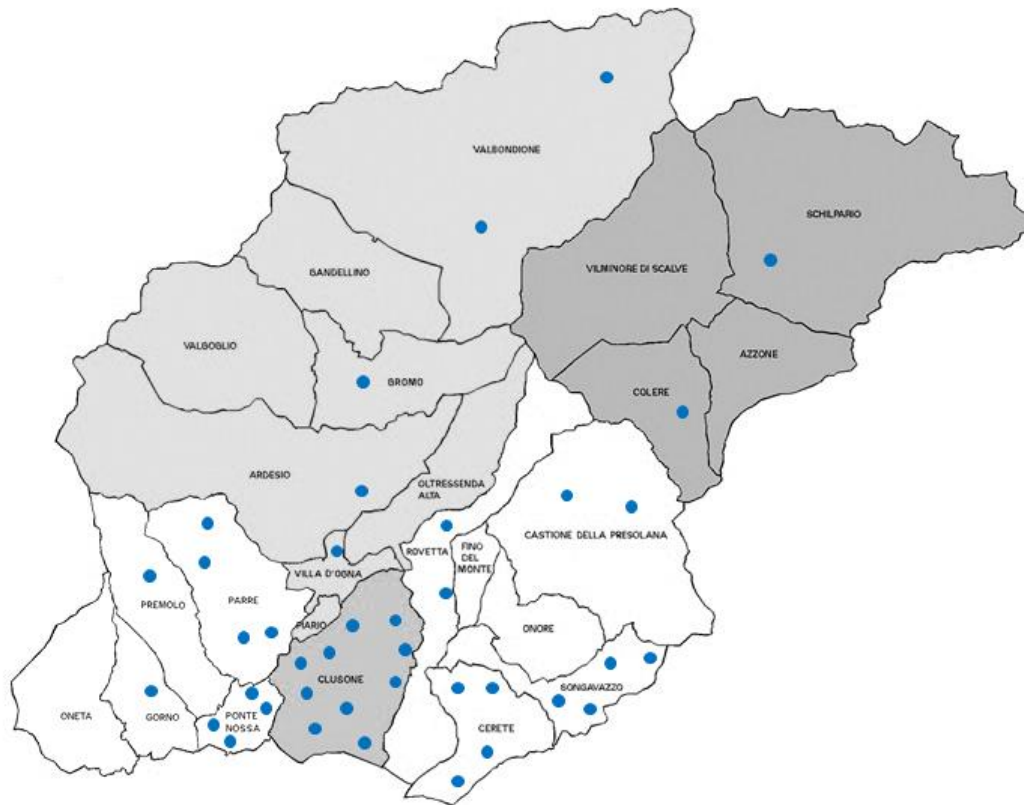 VALBONDIONE
SCHILPARIO
GANDELLINO
VILMINORE DI SCALVE
VALGOGLIO
AZZONE
GROMO
COLERE
ARDESIO
OLTRESSENDA
ALTA
CASTIONE DELLA PRESOLANA
ROVETTA
FINO
DEL
MONTE
VILLA D'OGNA
PREMOLO
PARRE
PIARIO
ONORE
CLUSONE
SONGAVAZZO
ONETA
GORNO
PONTE
NOSSA
CERETE